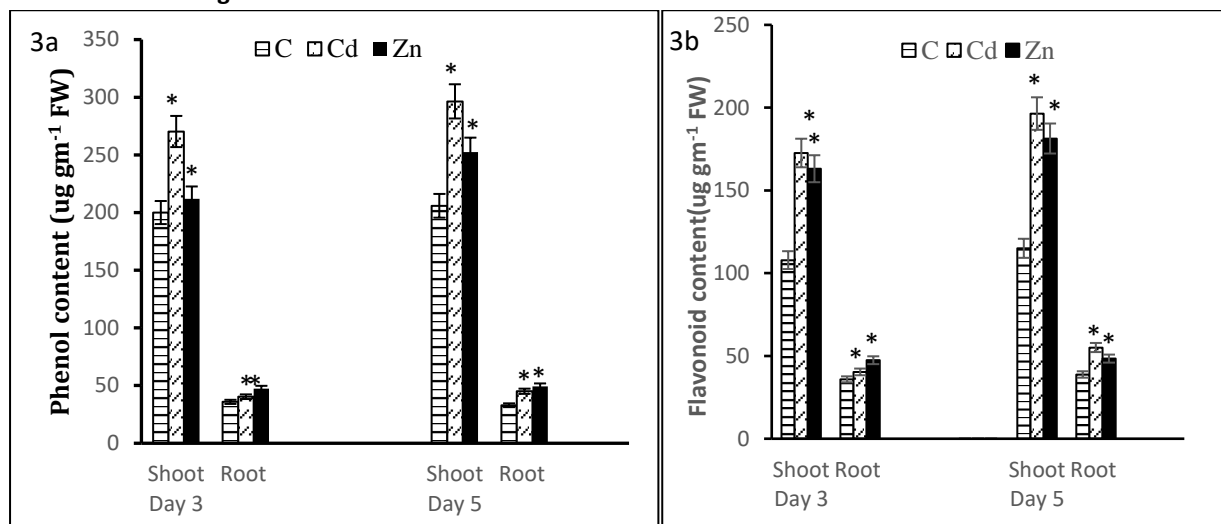 3a
C Cd Zn
Phenol content (ug gm-1 FW)
350
300
250
200
150
100
50
0
* * * *
** * *
Shoot Root Shoot Root
Day 3 Day 5
3b
C Cd Zn
Flavonoid content(ug gm-1 FW)
250
200
150
100
50
0
* * * *
* * * *
Shoot Root Shoot Root
Day 3 Day 5